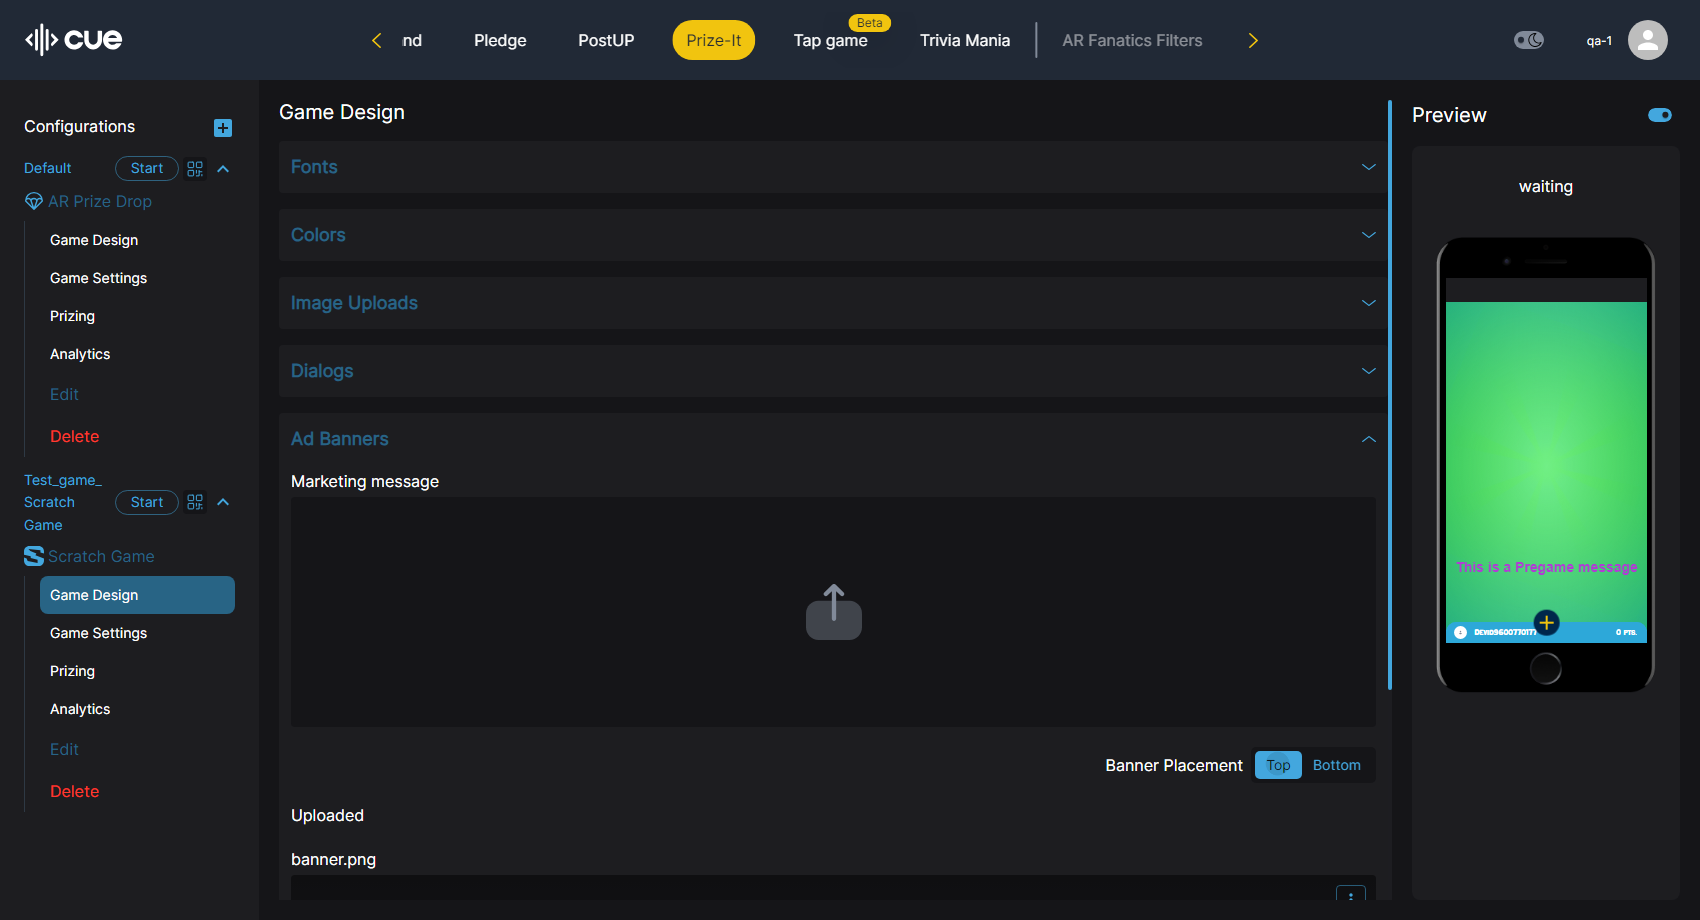 cue
nd
Pledge
PostUP
Prize-It
Beta
Tap game
Trivia Mania
AR Fanatics Filters
qa-1
Configurations
Default
Start
AR Prize Drop
Game Design
Game Settings
Prizing
Analytics
Edit
Delete
Test_game_
Scratch
Game
Start
Scratch Game
Game Design
Game Settings
Prizing
Analytics
Edit
Delete
Game Design
Fonts
Colors
Image Uploads
Dialogs
Ad Banners
Marketing message
Banner Placement
Top
Bottom
Uploaded
banner.png
Preview
waiting
This is a Pregame message
0 PTS.